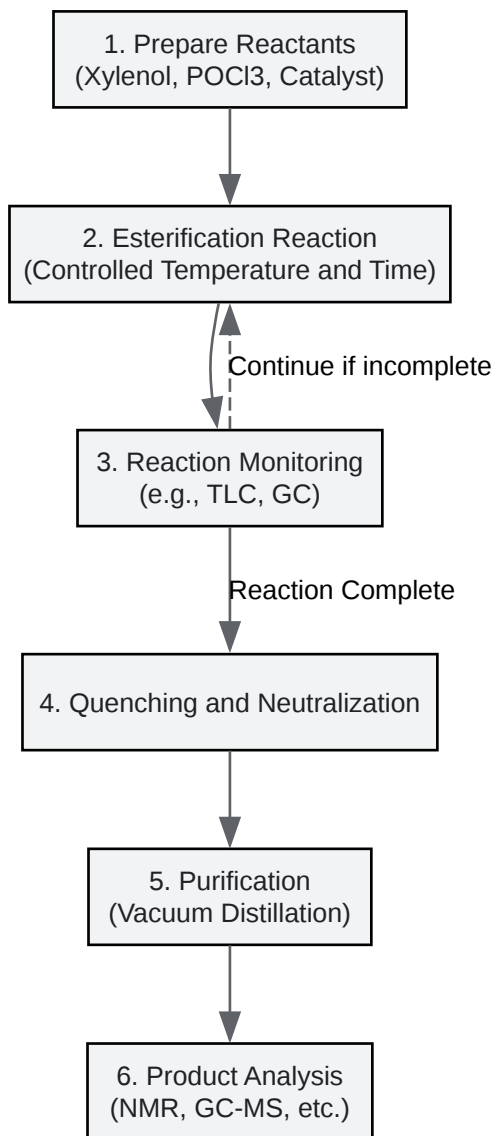 1. Prepare Reactants
(Xylenol, POCl3, Catalyst)
2. Esterification Reaction
(Controlled Temperature and Time)
Continue if incomplete
3. Reaction Monitoring
(e.g., TLC, GC)
Reaction Complete
4. Quenching and Neutralization
5. Purification
(Vacuum Distillation)
6. Product Analysis
(NMR, GC-MS, etc.)